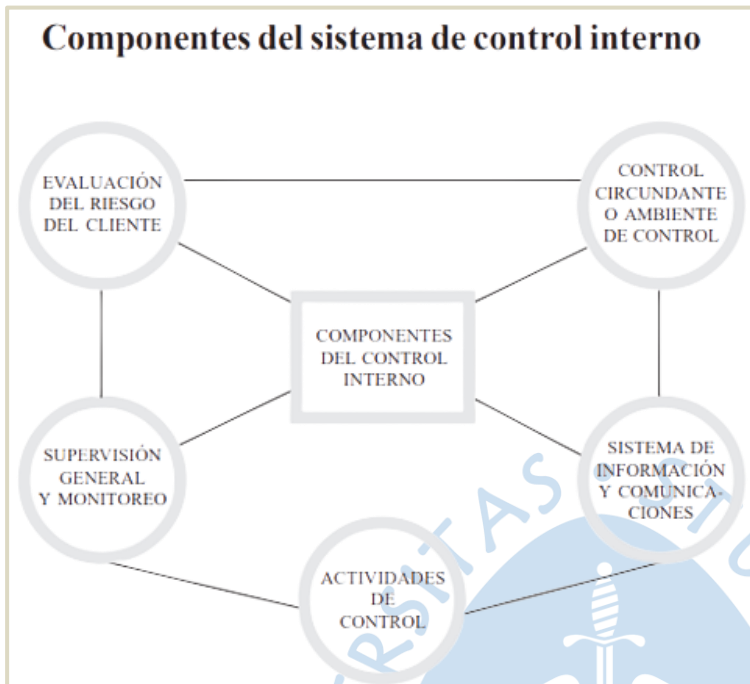 Componentes del sistema de control interno
EVALUACIÓN
DEL RIESGO
DEL CLIENTE
CONTROL
CIRCUNDANTE
O AMBIENTE
DE CONTROL
COMPONENTES
DEL CONTROL
INTERNO
SUPERVISIÓN
GENERAL
Y MONITOREO
SISTEMA DE
INFORMACIÓN
Y COMUNICA-
CIONES
ACTIVIDADES
DE
CONTROL